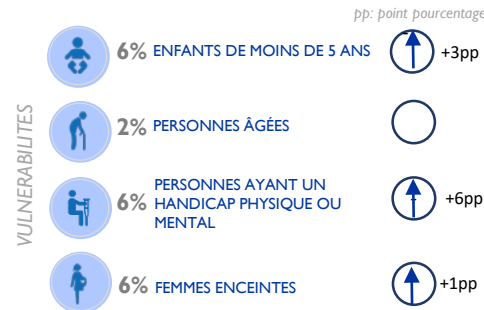 pp: point pourcentage
VULNERABILITES
6% ENFANTS DE MOINS DE 5 ANS +3pp
2% PERSONNES ÂGÉES
6% PERSONNES AYANT UN
HANDICAP PHYSIQUE OU
MENTAL
+6pp
6% FEMMES ENCEINTES +1pp